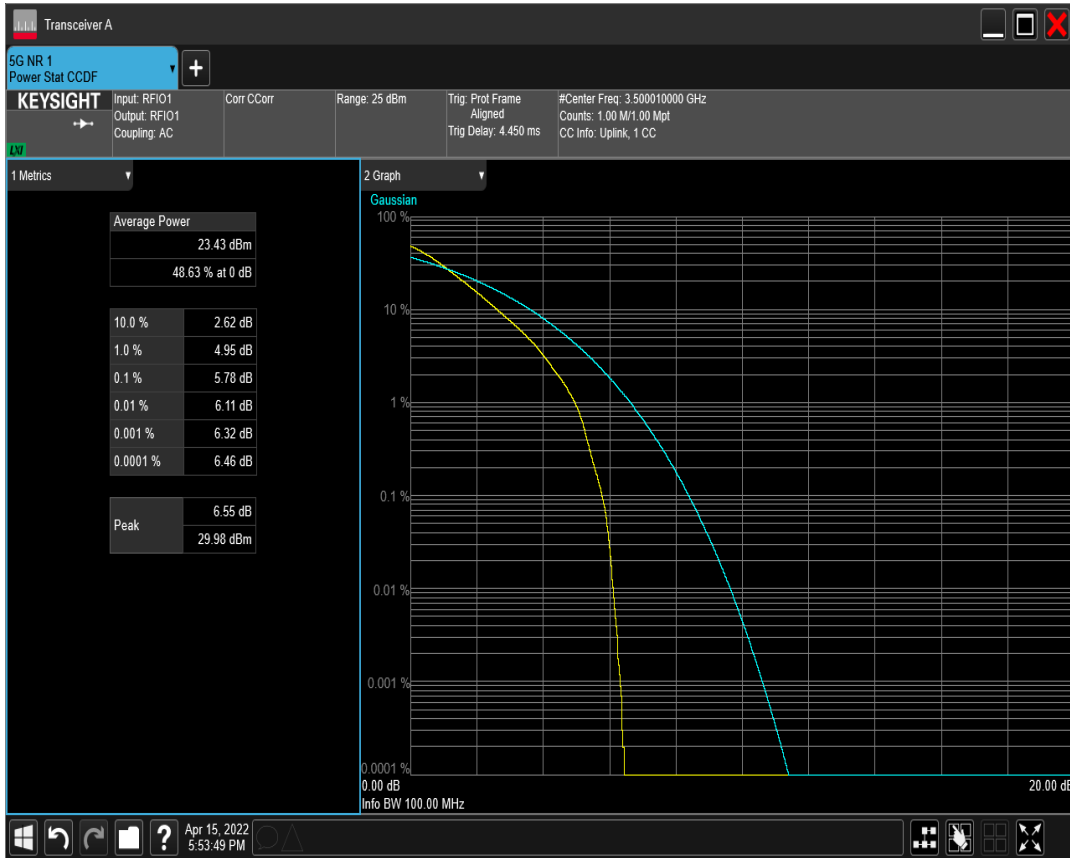 Transceiver A
5G NR 1
Power Stat CCDF
+
KEYSIGHT
LXI
Input: RFIO1
Output: RFIO1
Coupling: AC
Corr CCorr
Range: 25 dBm
Trig: Prot Frame
Aligned
Trig Delay: 4.450 ms
#Center Freq: 3.500010000 GHz
Counts: 1.00 M/1.00 Mpt
CC Info: Uplink, 1 CC
1 Metrics
Average Power
23.43 dBm
48.63 % at 0 dB
10.0 % 2.62 dB
1.0 % 4.95 dB
0.1 % 5.78 dB
0.01 % 6.11 dB
0.001 % 6.32 dB
0.0001 % 6.46 dB
Peak 6.55 dB
29.98 dBm
2 Graph
Gaussian
100 %
10 %
1 %
0.1 %
0.01 %
0.001 %
0.0001 %
0.00 dB 20.00 dB
Info BW 100.00 MHz
? Apr 15, 2022
5:53:49 PM